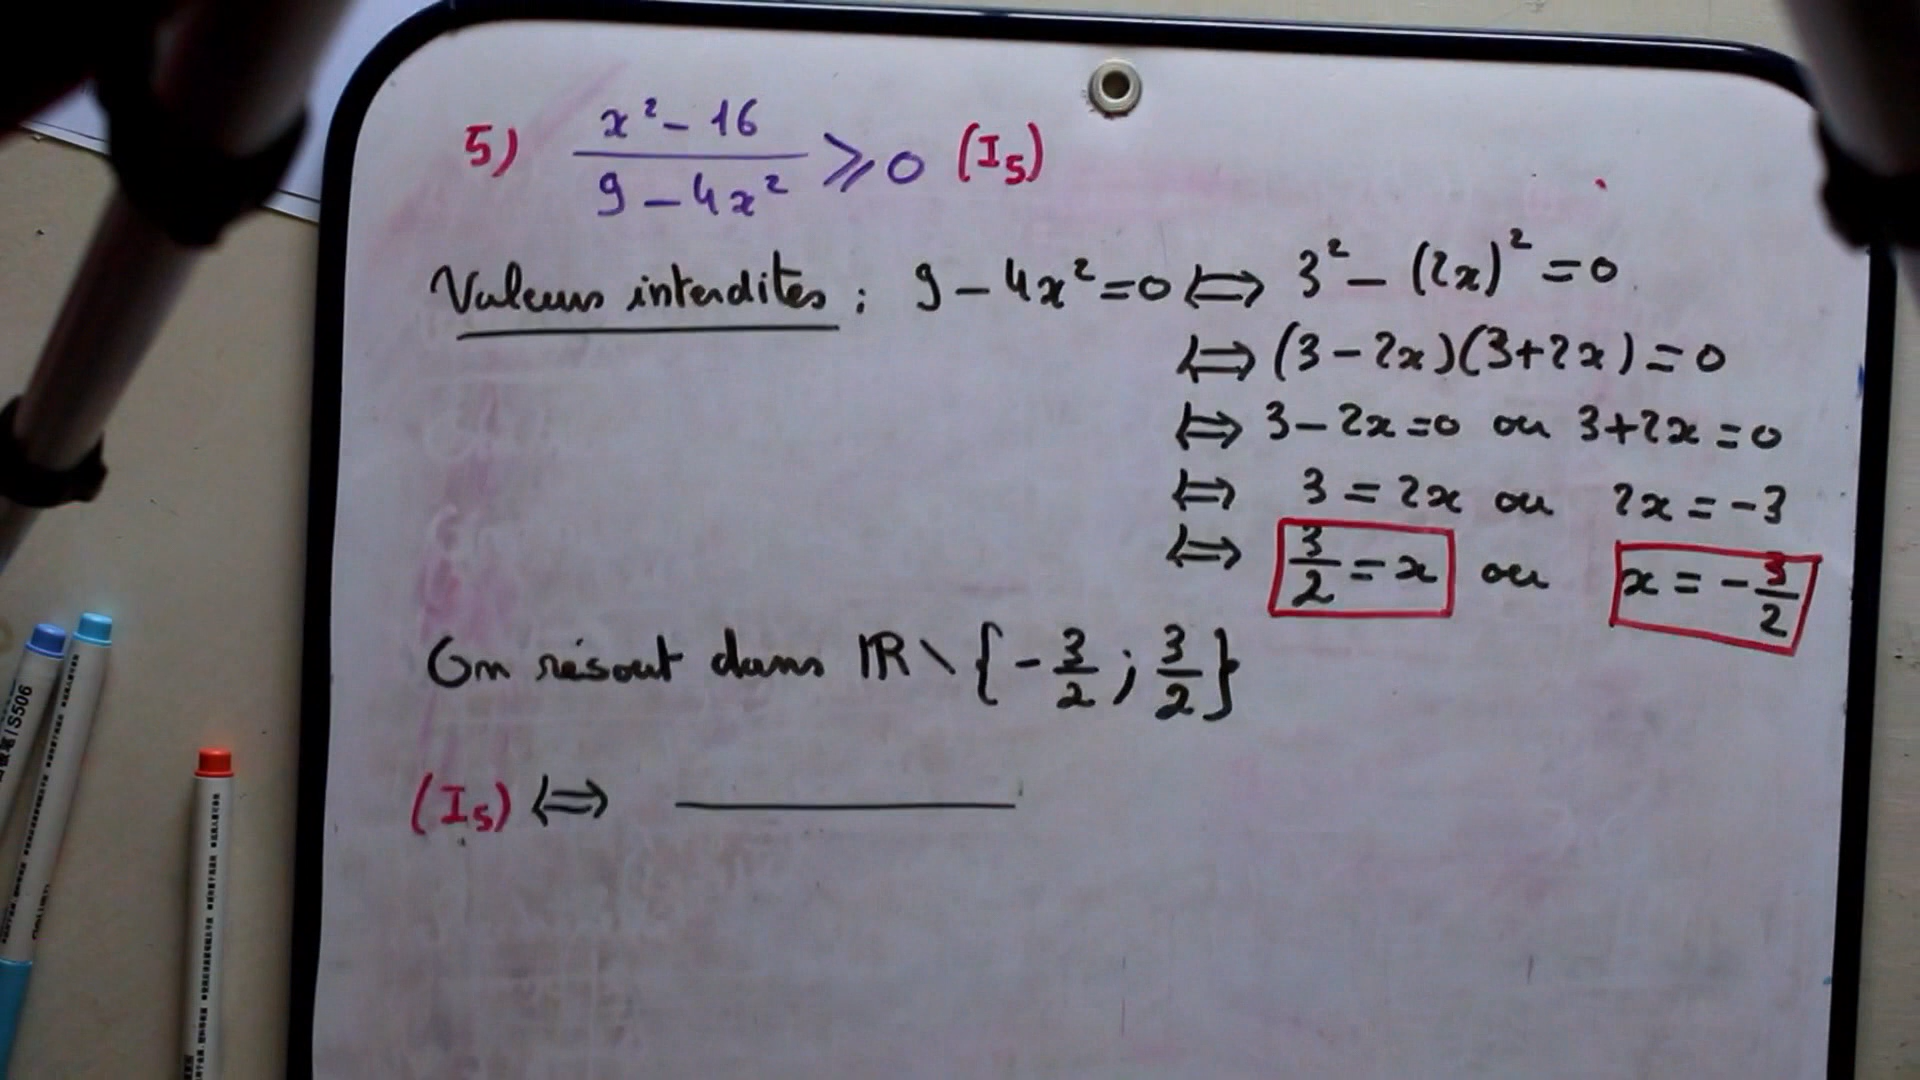 5) x² - 16 / 9 - 4x² ⩾ 0 (I₅)
Valeurs interdites : 9 - 4x² = 0 ⟺ 3² - (2x)² = 0
⟺ (3 - 2x)(3 + 2x) = 0
⟺ 3 - 2x = 0 ou 3 + 2x = 0
⟺ 3 = 2x ou 2x = -3
⟺ 3/2 = x ou x = -3/2
On résout dans ℝ \ {-3/2 ; 3/2}
(I₅) ⟺
/S506